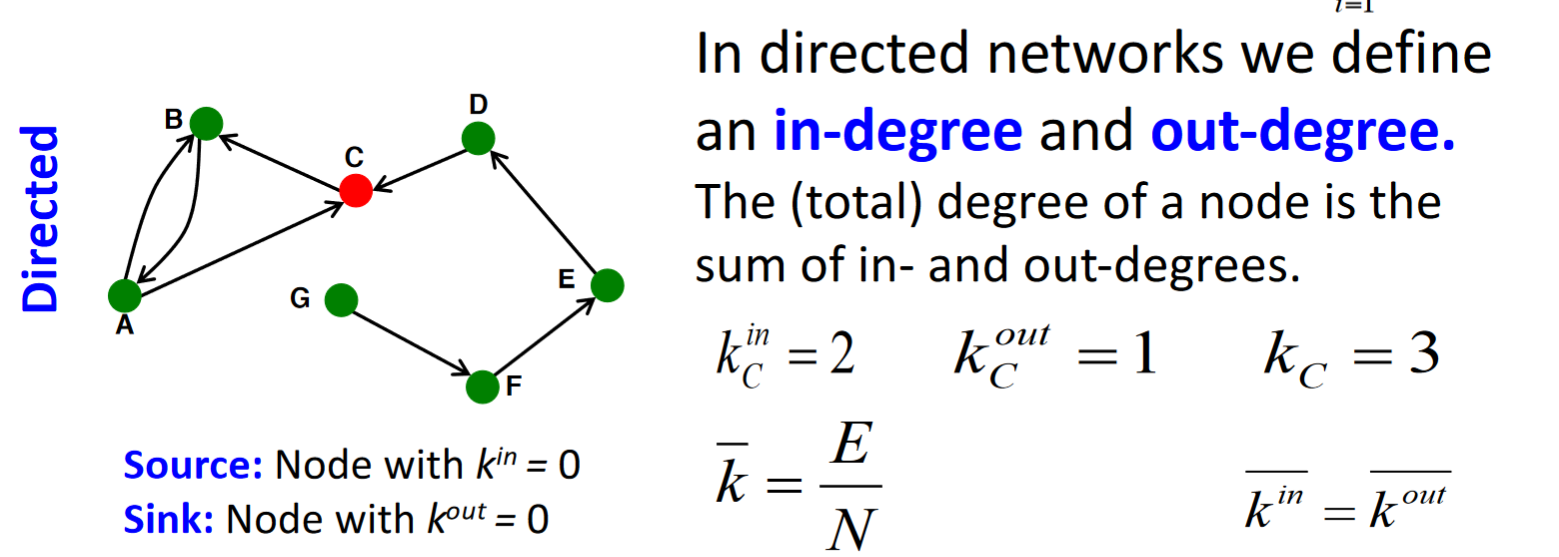 i=1
In directed networks we define
an in-degree and out-degree.
The (total) degree of a node is the
sum of in- and out-degrees.
k_C^{in} = 2 k_C^{out} = 1 k_C = 3
\overline{k} = \frac{E}{N} \overline{k^{in}} = \overline{k^{out}}
Directed
B
D
C
A
G
E
F
Source: Node with k^{in} = 0
Sink: Node with k^{out} = 0